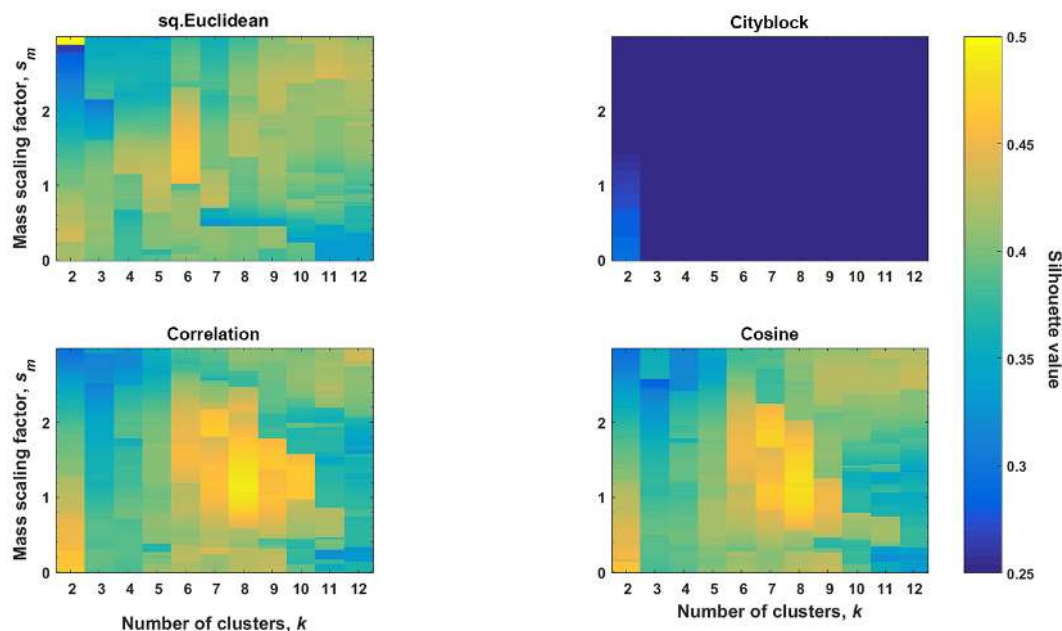 sq.Euclidean
Mass scaling factor, s_m
2
1
0
2 3 4 5 6 7 8 9 10 11 12
Cityblock
2
1
0
2 3 4 5 6 7 8 9 10 11 12
Correlation
Mass scaling factor, s_m
2
1
0
2 3 4 5 6 7 8 9 10 11 12
Number of clusters, k
Cosine
2
1
0
2 3 4 5 6 7 8 9 10 11 12
Number of clusters, k
0.5
0.45
0.4
0.35
0.3
0.25
Silhouette value